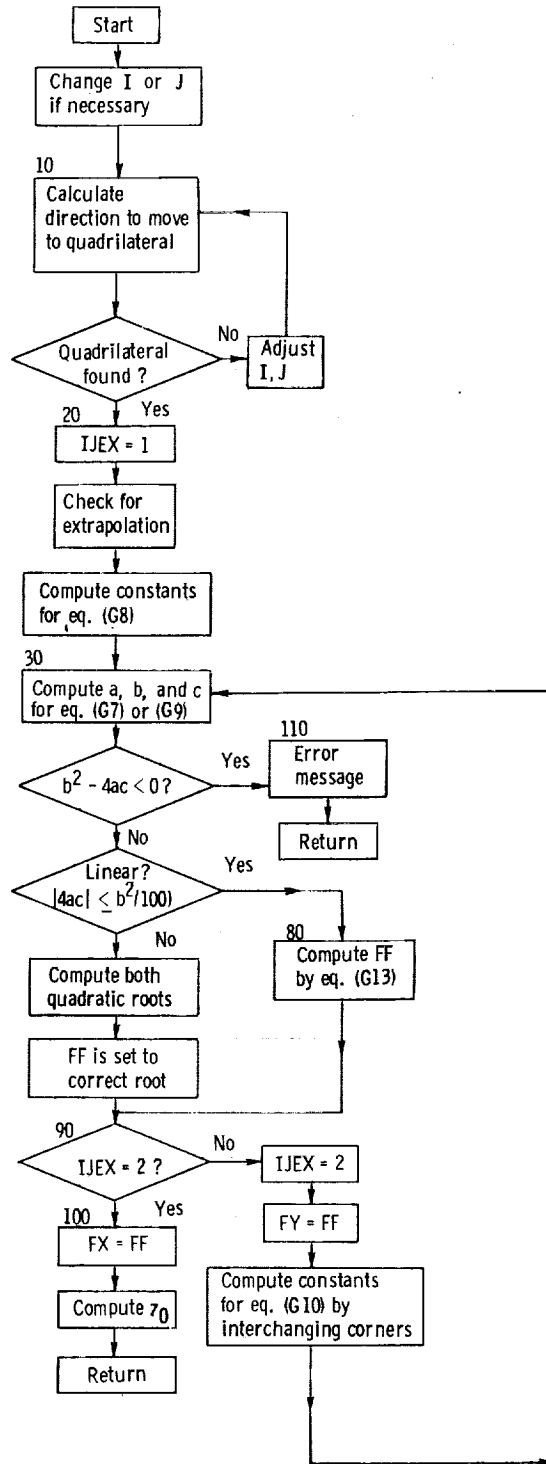 Start
Change I or J
if necessary
10
Calculate
direction to move
to quadrilateral
Quadrilateral
found ?
No
Adjust
I, J
Yes
20
IJEX = 1
Check for
extrapolation
Compute constants
for eq. (G8)
30
Compute a, b, and c
for eq. (G7) or (G9)
b² - 4ac < 0 ?
Yes
110
Error
message
Return
No
Linear?
|4ac| ≤ b²/100)
Yes
No
80
Compute FF
by eq. (G13)
Compute both
quadratic roots
FF is set to
correct root
90
IJEX = 2 ?
No
IJEX = 2
Yes
FY = FF
100
FX = FF
Compute constants
for eq. (G10) by
interchanging corners
Compute z₀
Return